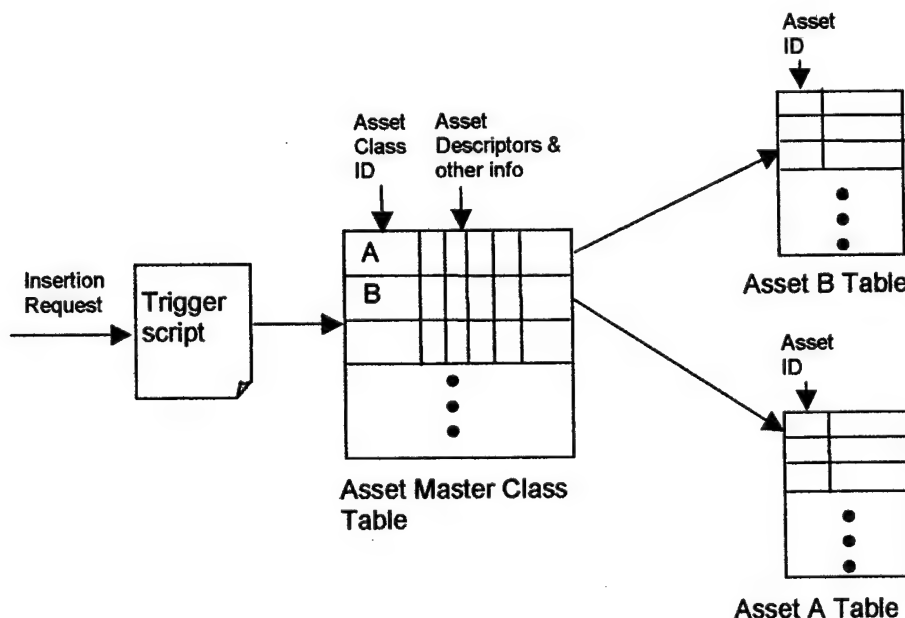 Insertion
Request
Trigger
script
Asset
Class
ID
Asset
Descriptors &
other info
A
B
Asset Master Class
Table
Asset
ID
Asset B Table
Asset
ID
Asset A Table